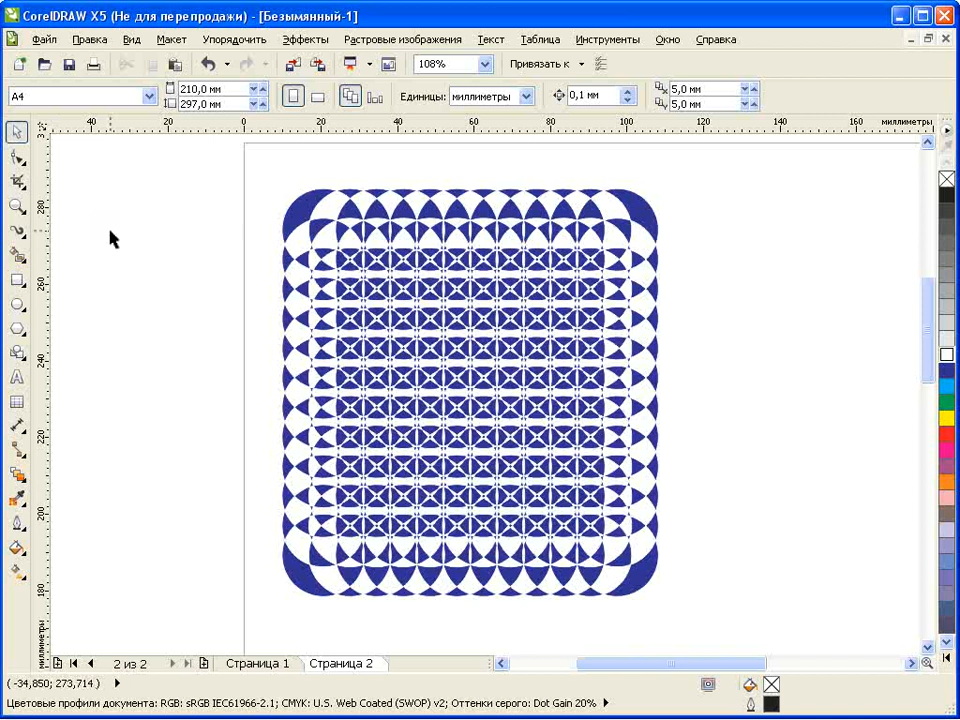 CorelDRAW X5 (Не для перепродажи) - [Безымянный-1]
Файл Правка Вид Макет Упорядочить Эффекты Растровые изображения Текст Таблица Инструменты Окно Справка
108% Привязать к
A4 210,0 мм 297,0 мм Единицы: миллиметры 0,1 мм 5,0 мм 5,0 мм
40 20 0 20 40 60 80 100 120 140 160 миллиметры
280
260
240
220
200
180
миллиметры
2 из 2 Страница 1 Страница 2
( -34,850; 273,714 )
Цветовые профили документа: RGB: sRGB IEC61966-2.1; CMYK: U.S. Web Coated (SWOP) v2; Оттенки серого: Dot Gain 20%